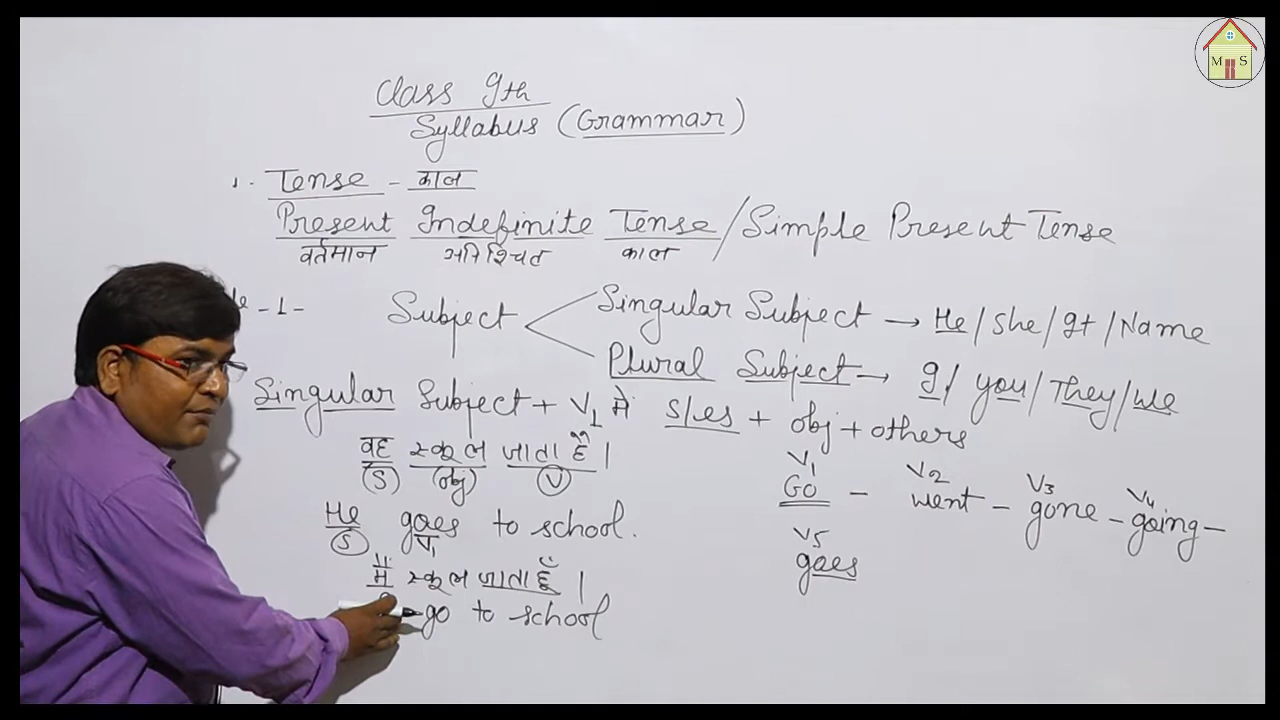 M S
Class 9th
Syllabus (Grammar)
1. Tense - काल
Present Indefinite Tense / Simple Present Tense
वर्तमान अनिश्चित काल
- 1 -
Subject
Singular Subject → He / She / It / Name
Plural Subject → I / you / They / we
Singular Subject + V1 में s/es + obj + others
वह स्कूल जाता है ।
(S) (obj) (V)
V1 V2 V3 V4
Go - went - gone - going -
He goes to school.
(S) V1
V5
goes
मैं स्कूल जाता हूँ ।
go to school